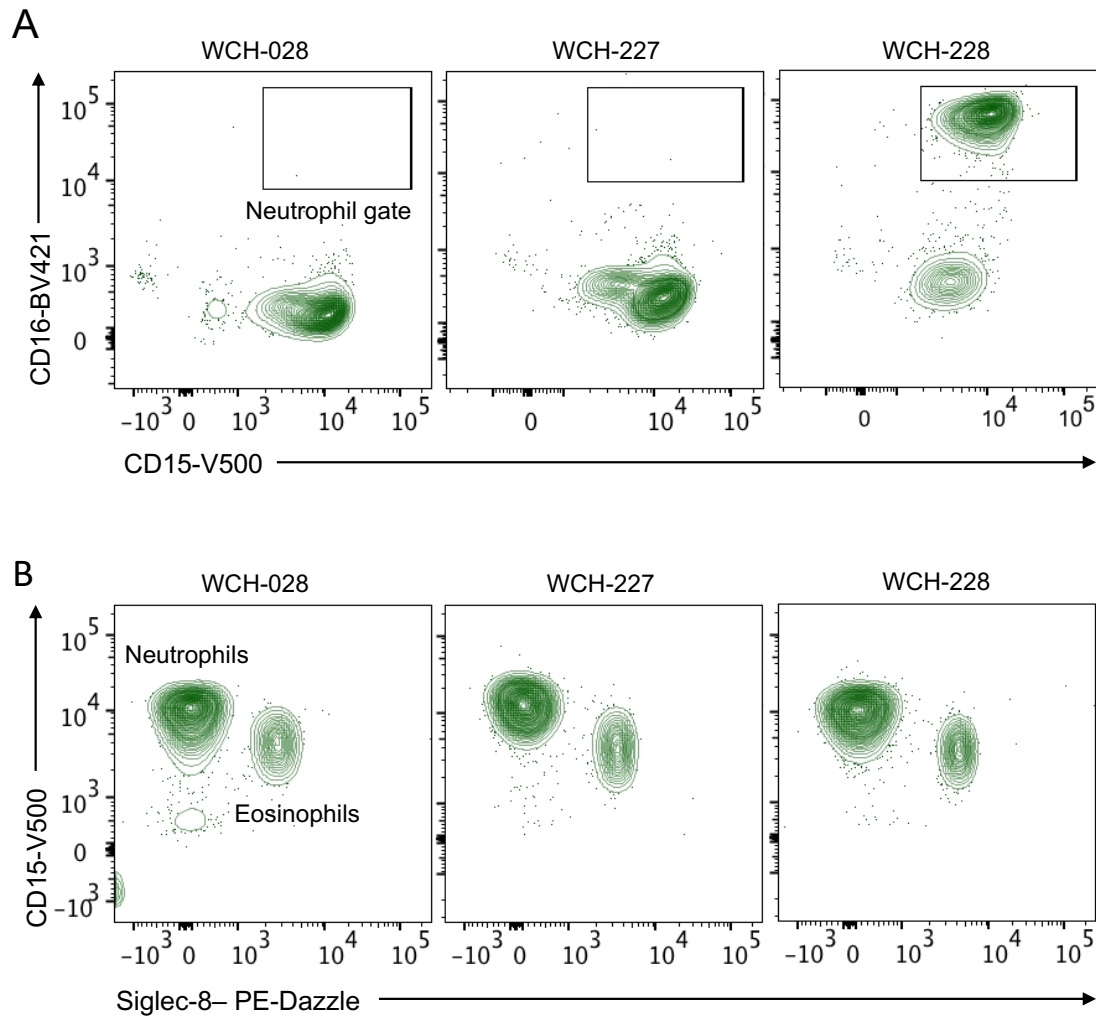 A
WCH-028 WCH-227 WCH-228
10^5
10^4
Neutrophil gate
10^3
0
CD16-BV421
-10^3 0 10^3 10^4 10^5 0 10^4 10^5 0 10^4 10^5
CD15-V500
B
WCH-028 WCH-227 WCH-228
10^5
Neutrophils
10^4
10^3
Eosinophils
0
-10^3
CD15-V500
-10^3 0 10^3 10^4 10^5 -10^3 0 10^3 10^4 10^5 -10^3 0 10^3 10^4 10^5
Siglec-8– PE-Dazzle